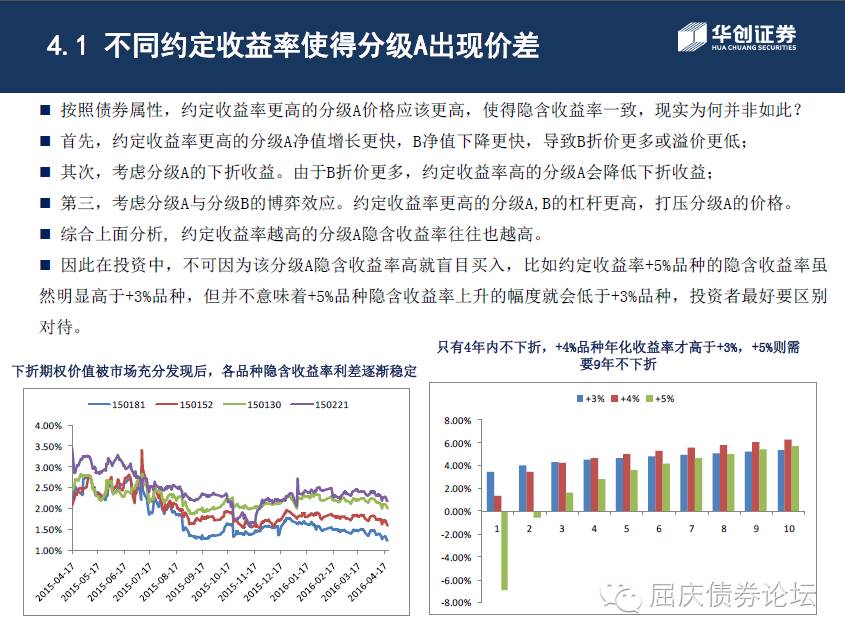 4.1 不同约定收益率使得分级A出现价差
华创证券
HUA CHUANG SECURITIES
■ 按照债券属性，约定收益率更高的分级A价格应该更高，使得隐含收益率一致，现实为何并非如此？
■ 首先，约定收益率更高的分级A净值增长更快，B净值下降更快，导致B折价更多或溢价更低；
■ 其次，考虑分级A的下折收益。由于B折价更多，约定收益率高的分级A会降低下折收益；
■ 第三，考虑分级A与分级B的博弈效应。约定收益率更高的分级A,B的杠杆更高，打压分级A的价格。
■ 综合上面分析，约定收益率越高的分级A隐含收益率往往也越高。
■ 因此在投资中，不可因为该分级A隐含收益率高就盲目买入，比如约定收益率+5%品种的隐含收益率虽
然明显高于+3%品种，但并不意味着+5%品种隐含收益率上升的幅度就会低于+3%品种，投资者最好要区别
对待。
下折期权价值被市场充分发现后，各品种隐含收益率利差逐渐稳定
150181 150152 150130 150221
4.00%
3.50%
3.00%
2.50%
2.00%
1.50%
1.00%
2015-04-17 2015-05-17 2015-06-17 2015-07-17 2015-08-17 2015-09-17 2015-10-17 2015-11-17 2015-12-17 2016-01-17 2016-02-17 2016-03-17 2016-04-17
只有4年内不下折，+4%品种年化收益率才高于+3%，+5%则需
要9年不下折
+3% +4% +5%
8.00%
6.00%
4.00%
2.00%
0.00%
-2.00%
-4.00%
-6.00%
-8.00%
1 2 3 4 5 6 7 8 9 10
屈庆债券论坛